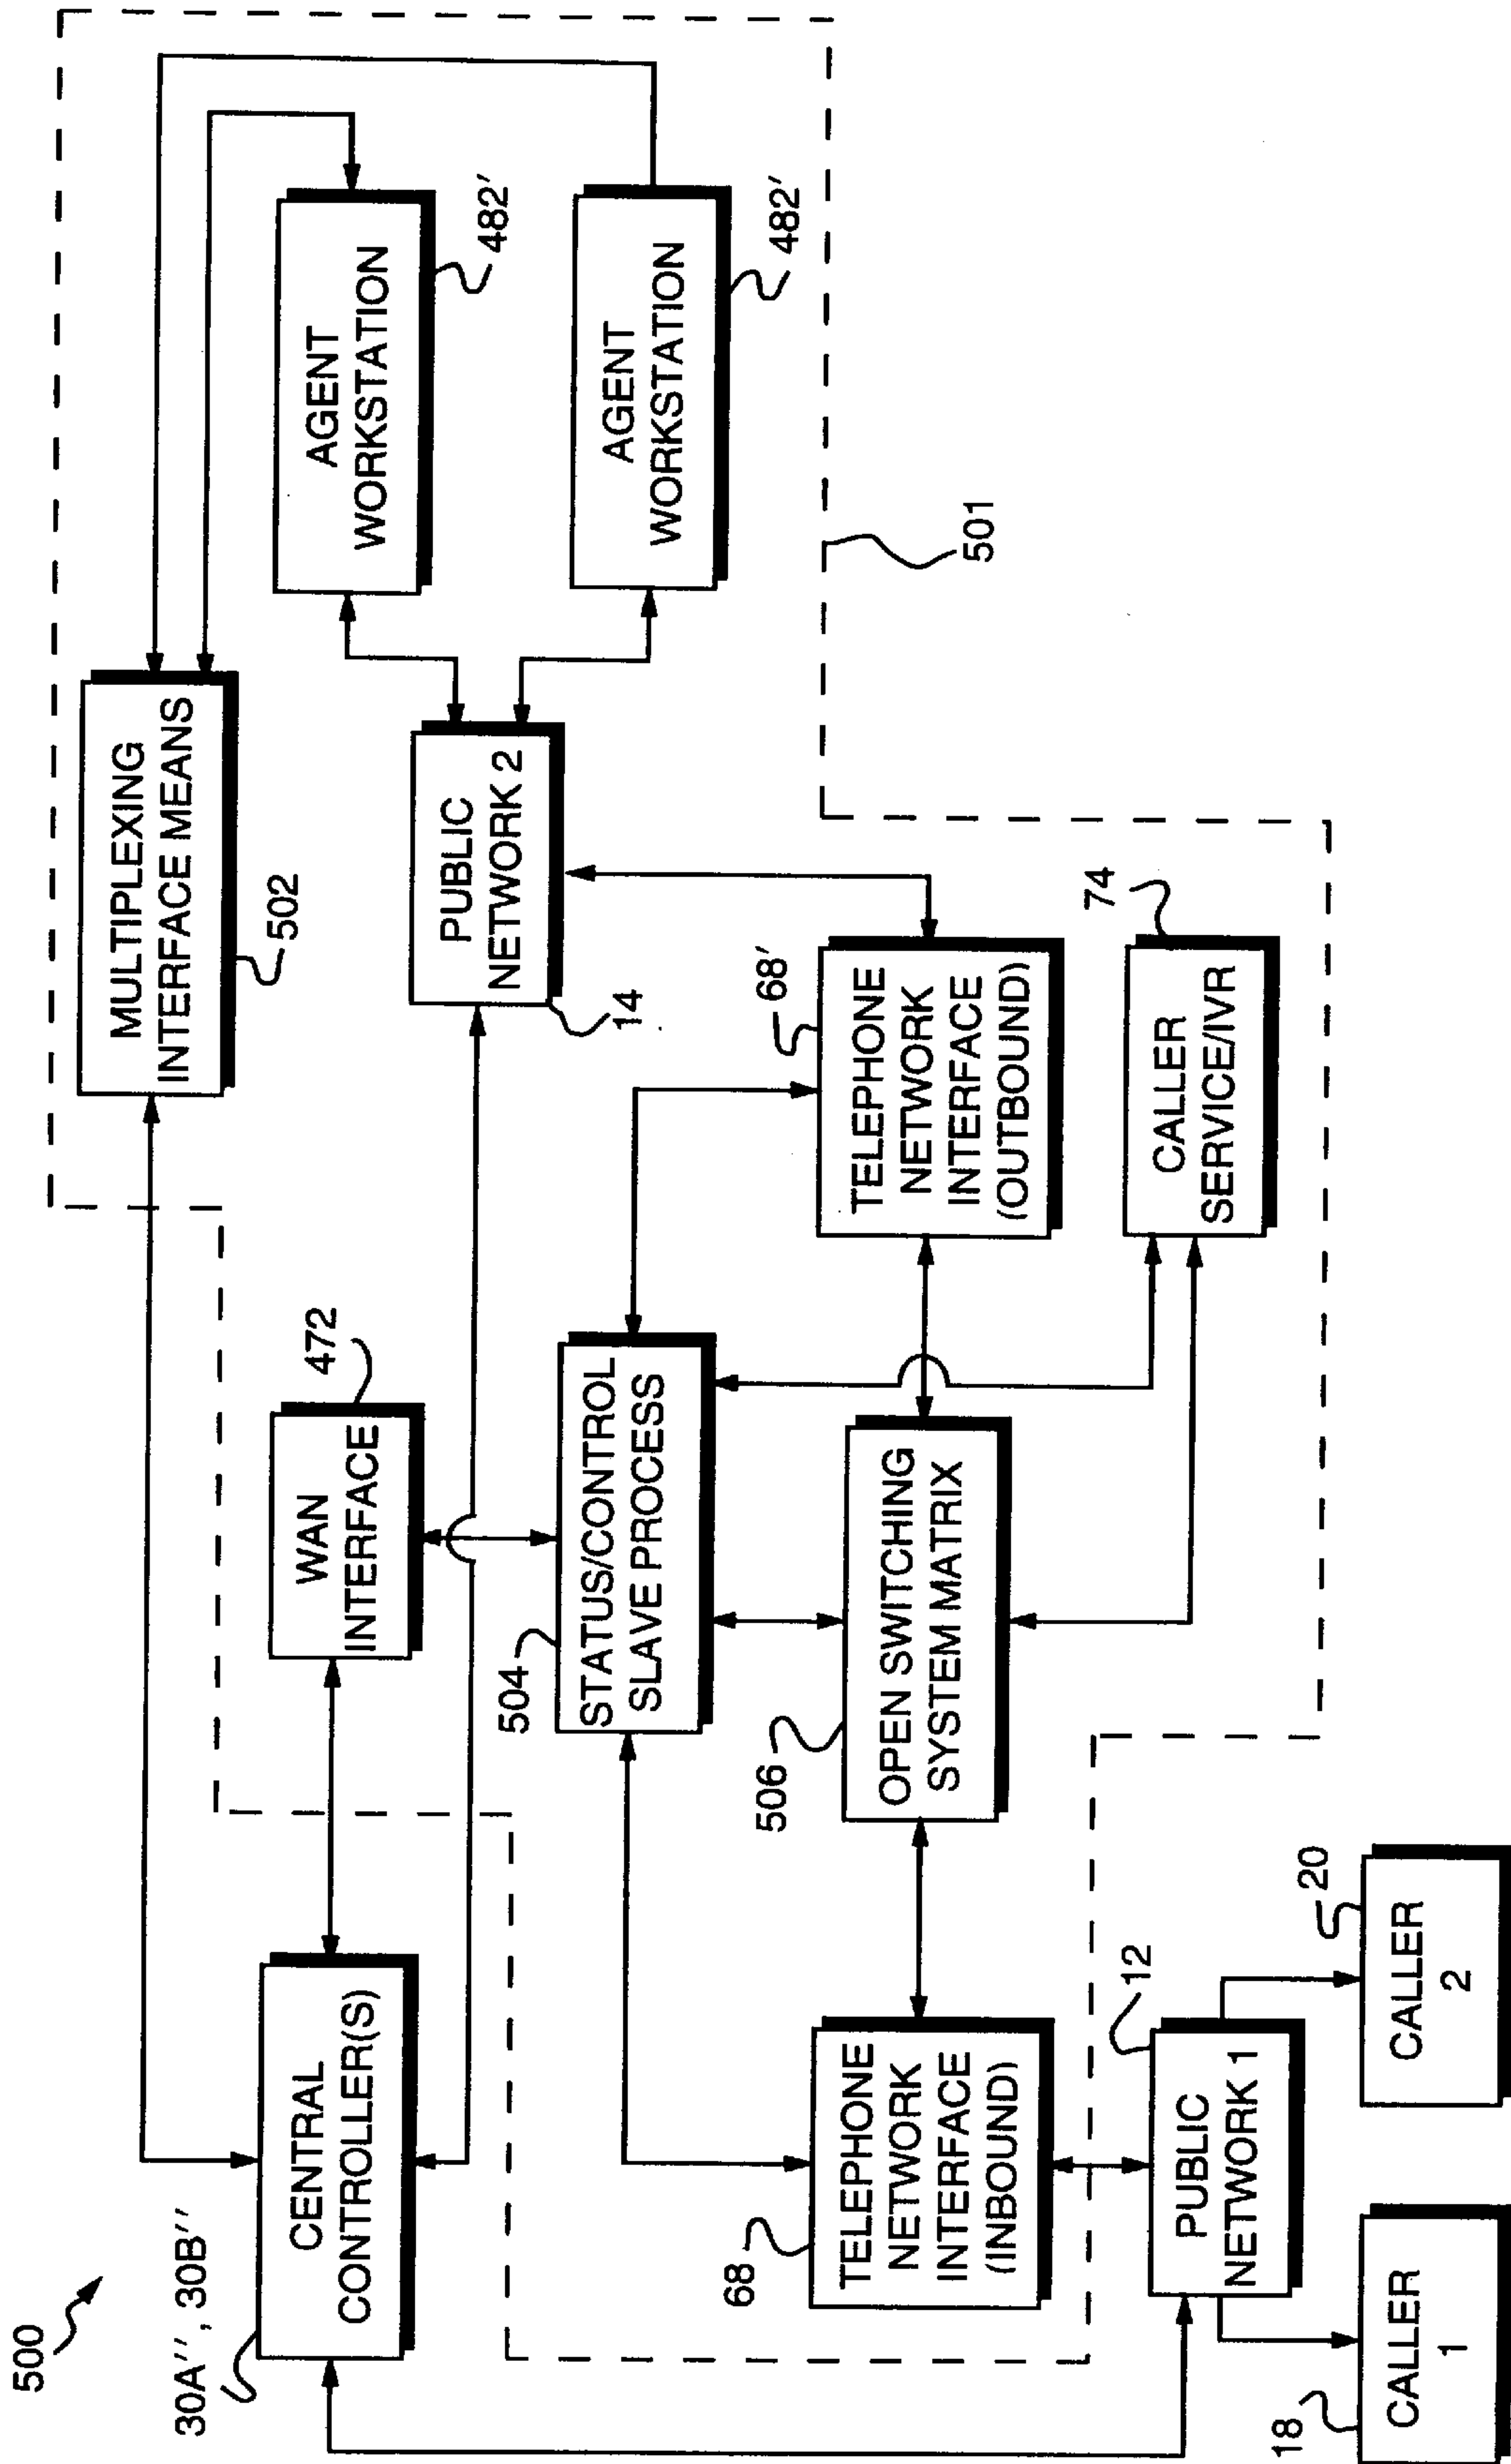 500
30A'', 30B''
CENTRAL
CONTROLLER(S)
MULTIPLEXING
INTERFACE MEANS
502
WAN
INTERFACE
472
AGENT
WORKSTATION
482'
AGENT
WORKSTATION
482'
PUBLIC
NETWORK 2
14
501
504
STATUS/CONTROL
SLAVE PROCESS
506
OPEN SWITCHING
SYSTEM MATRIX
68
TELEPHONE
NETWORK
INTERFACE
(INBOUND)
68'
TELEPHONE
NETWORK
INTERFACE
(OUTBOUND)
74
CALLER
SERVICE/IVR
12
PUBLIC
NETWORK 1
18
CALLER
1
20
CALLER
2